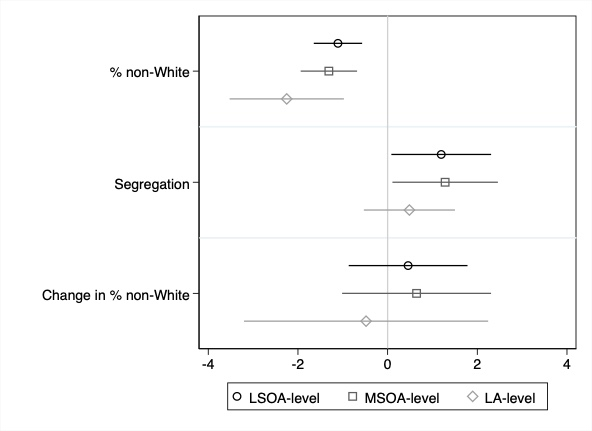 % non-White
Segregation
Change in % non-White
-4 -2 0 2 4
LSOA-level MSOA-level LA-level